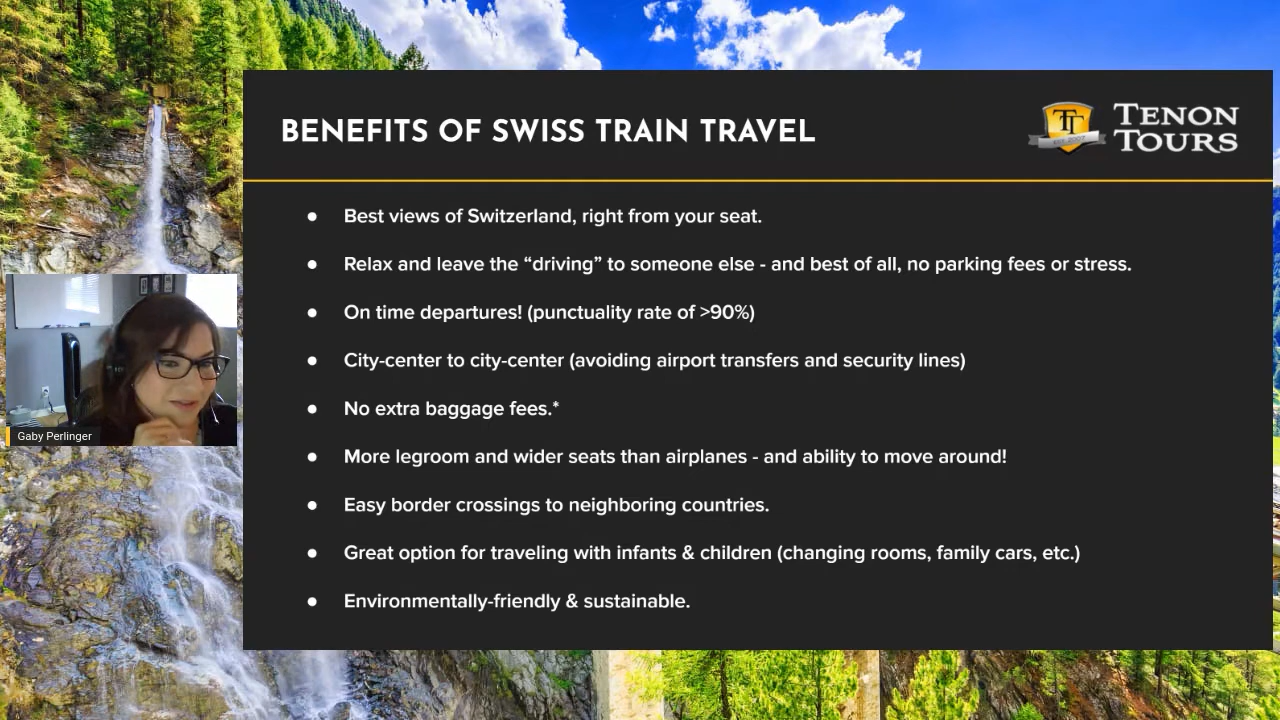 BENEFITS OF SWISS TRAIN TRAVEL
TT
TENON
TOURS
● Best views of Switzerland, right from your seat.
● Relax and leave the “driving” to someone else - and best of all, no parking fees or stress.
● On time departures! (punctuality rate of >90%)
● City-center to city-center (avoiding airport transfers and security lines)
● No extra baggage fees.*
● More legroom and wider seats than airplanes - and ability to move around!
● Easy border crossings to neighboring countries.
● Great option for traveling with infants & children (changing rooms, family cars, etc.)
● Environmentally-friendly & sustainable.
Gaby Perlinger